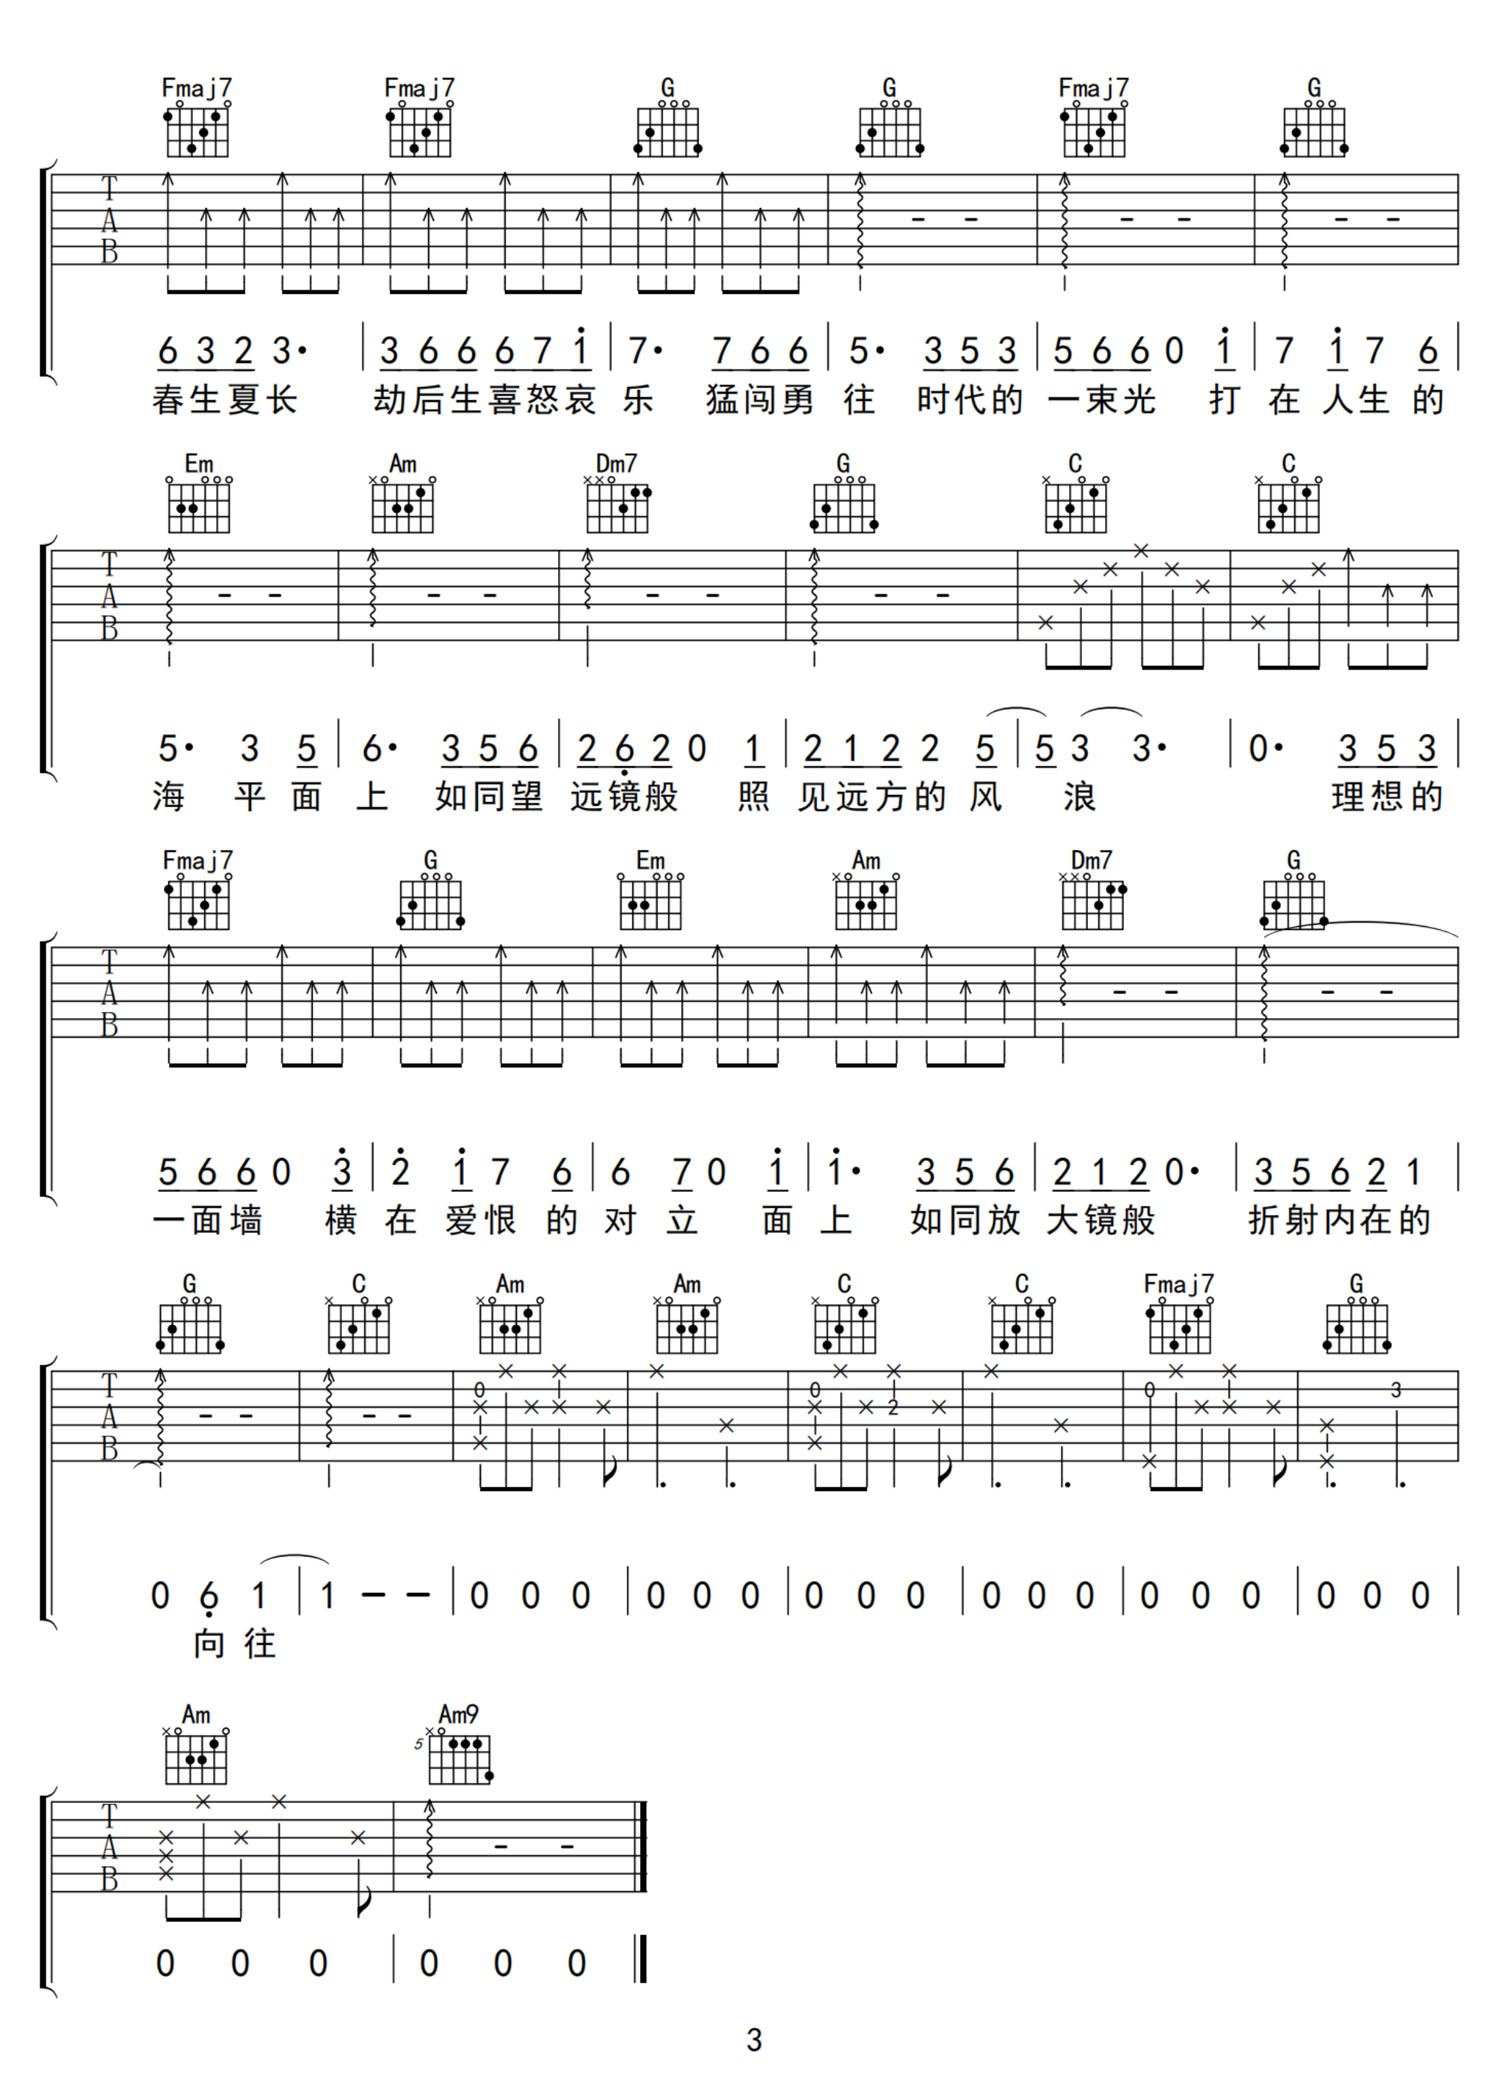 Fmaj7 Fmaj7 G G Fmaj7 G
T
A
B
6 3 2 3· | 3 6 6 6 7 1̇ | 7· 7 6 6 | 5· 3 5 3 | 5 6 6 0 1̇ | 7 1̇ 7 6 |
春生夏长 劫后生喜怒哀 乐 猛闯勇 往 时代的 一束光 打 在 人生 的
Em Am Dm7 G C C
T
A
B
5· 3 5 | 6· 3 5 6 | 2 6̣ 2 0 1 | 2 1 2 2 5 | 5 3 3· | 0· 3 5 3 |
海 平 面 上 如同望 远镜般 照 见远方的 风 浪 理想的
Fmaj7 G Em Am Dm7 G
T
A
B
5 6 6 0 3̇ | 2̇ 1̇ 7 6 | 6 7 0 1̇ | 1̇· 3 5 6 | 2 1 2 0· | 3 5 6 2 1 |
一面墙 横 在 爱恨 的 对 立 面 上 如同放 大镜般 折射内在的
G C Am Am C C Fmaj7 G
T 0 0 0 3
A 2
B
0 6̣ 1 | 1 – – | 0 0 0 | 0 0 0 | 0 0 0 | 0 0 0 | 0 0 0 | 0 0 0 |
向 往
Am Am9
5
T
A
B
0 0 0 | 0 0 0
3